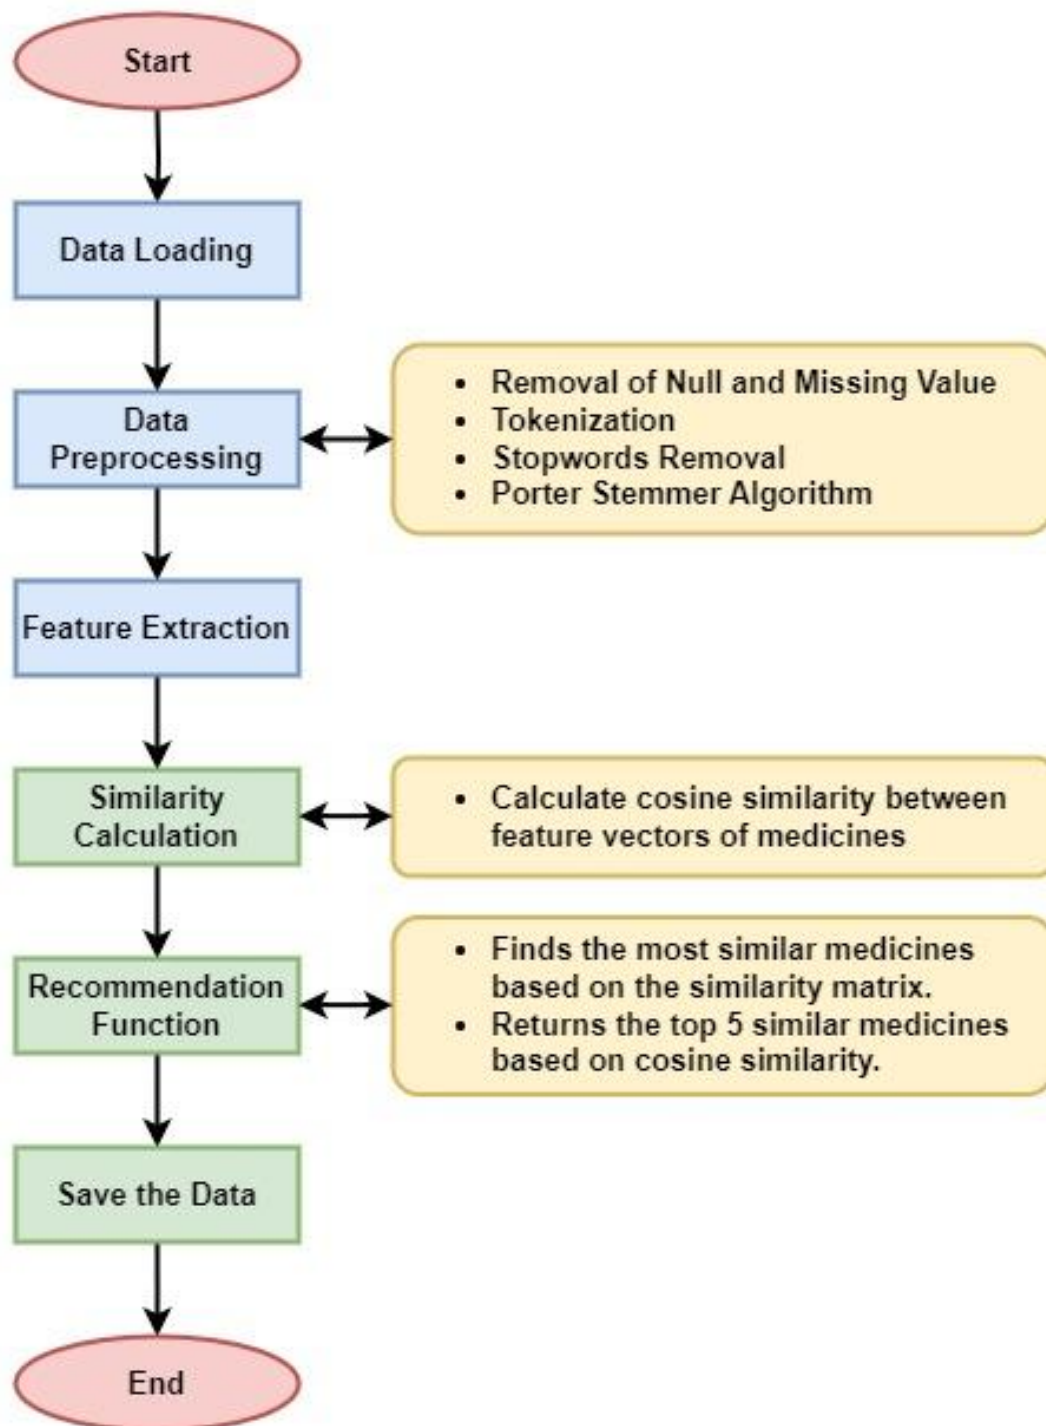 Start
Data Loading
Data
Preprocessing
• Removal of Null and Missing Value
• Tokenization
• Stopwords Removal
• Porter Stemmer Algorithm
Feature Extraction
Similarity
Calculation
• Calculate cosine similarity between
feature vectors of medicines
Recommendation
Function
• Finds the most similar medicines
based on the similarity matrix.
• Returns the top 5 similar medicines
based on cosine similarity.
Save the Data
End